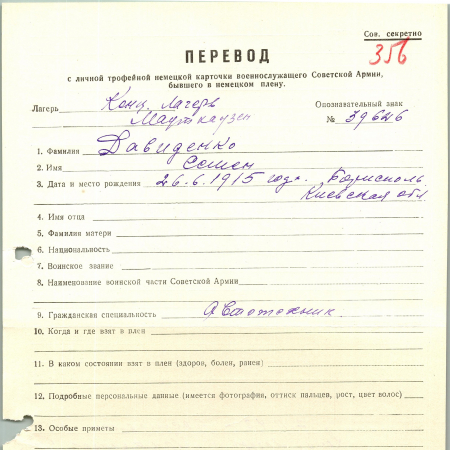 Сов. секретно
356
ПЕРЕВОД
с личной трофейной немецкой карточки военнослужащего Советской Армии,
бывшего в немецком плену.
Лагерь Конц. Лагерь Опознавательный знак
Маутхаузен № 39646
1. Фамилия Давиденко
2. Имя Семен
3. Дата и место рождения 26.6.1915 года. Борисполь
Киевская обл.
4. Имя отца
5. Фамилия матери
6. Национальность
7. Воинское звание
8. Наименование воинской части Советской Армии
9. Гражданская специальность Автотехник
10. Когда и где взят в плен
11. В каком состоянии взят в плен (здоров, болен, ранен)
12. Подробные персональные данные (имеется фотография, оттиск пальцев, рост, цвет волос)
13. Особые приметы